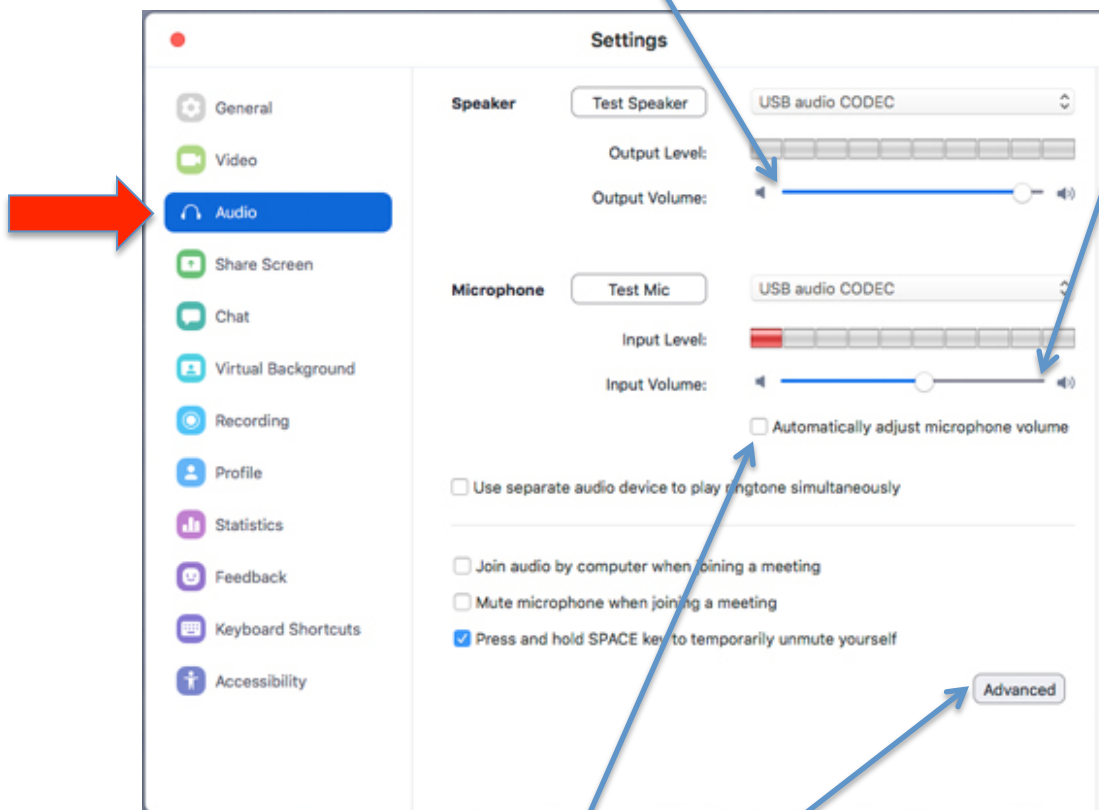 Settings
General
Video
Audio
Share Screen
Chat
Virtual Background
Recording
Profile
Statistics
Feedback
Keyboard Shortcuts
Accessibility
Speaker Test Speaker USB audio CODEC
Output Level:
Output Volume:
Microphone Test Mic USB audio CODEC
Input Level:
Input Volume:
Automatically adjust microphone volume
Use separate audio device to play ringtone simultaneously
Join audio by computer when joining a meeting
Mute microphone when joining a meeting
Press and hold SPACE key to temporarily unmute yourself
Advanced